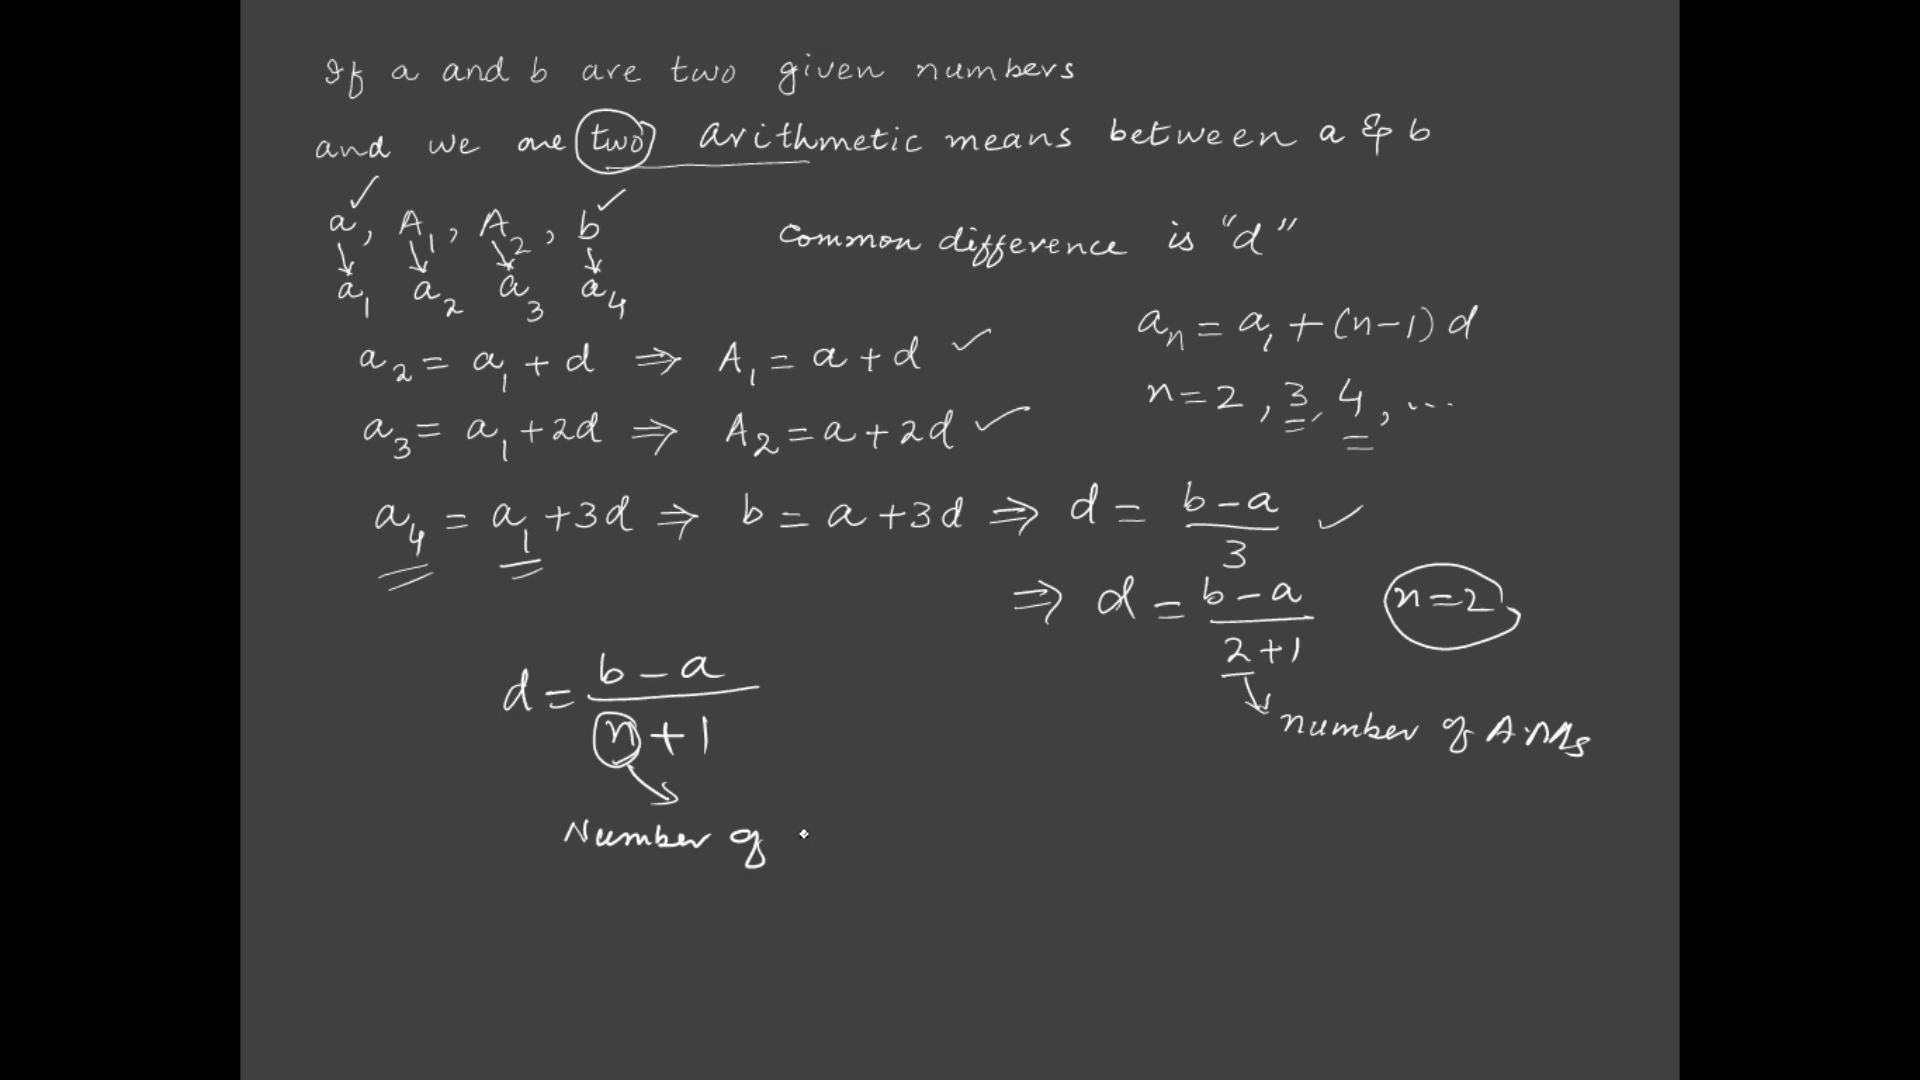 If a and b are two given numbers
and we are two arithmetic means between a & b
a, A₁, A₂, b
a₁ a₂ a₃ a₄
Common difference is "d"
aₙ = a₁ + (n-1) d
n = 2, 3, 4, ...
a₂ = a₁ + d ⇒ A₁ = a + d ✓
a₃ = a₁ + 2d ⇒ A₂ = a + 2d ✓
a₄ = a₁ + 3d ⇒ b = a + 3d ⇒ d = (b - a)/3 ✓
⇒ d = (b - a)/(2 + 1) n = 2
number of A.Ms
d = (b - a)/(n + 1)
Number of